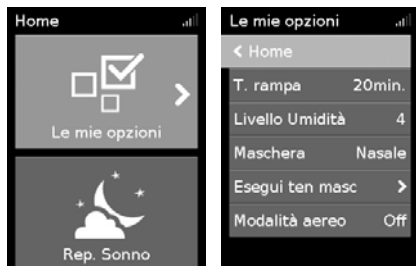 Home
Le mie opzioni
Rep. Sonno
Le mie opzioni
< Home
T. rampa 20min.
Livello Umidità 4
Maschera Nasale
Esegui ten masc >
Modalità aereo Off